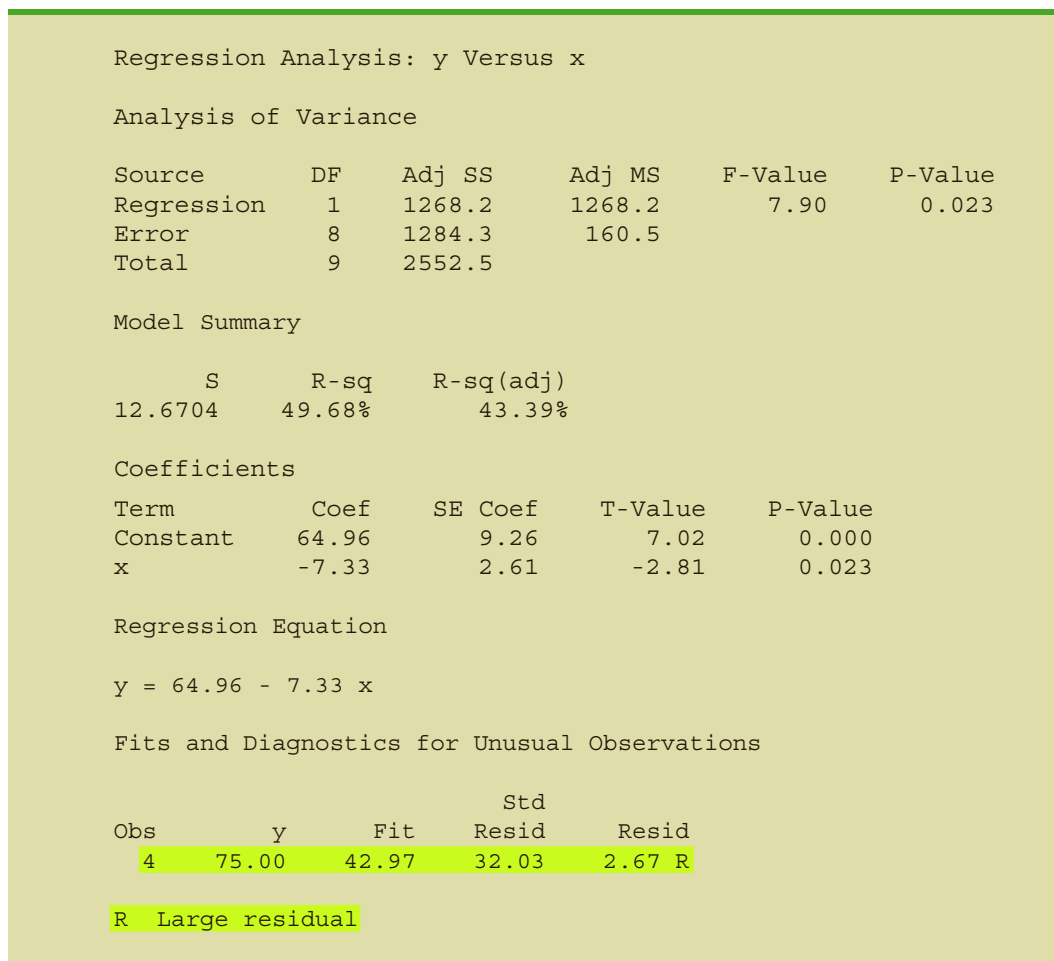 Regression Analysis: y Versus x
Analysis of Variance
Source DF Adj SS Adj MS F-Value P-Value
Regression 1 1268.2 1268.2 7.90 0.023
Error 8 1284.3 160.5
Total 9 2552.5
Model Summary
S R-sq R-sq(adj)
12.6704 49.68% 43.39%
Coefficients
Term Coef SE Coef T-Value P-Value
Constant 64.96 9.26 7.02 0.000
x -7.33 2.61 -2.81 0.023
Regression Equation
y = 64.96 - 7.33 x
Fits and Diagnostics for Unusual Observations
Std
Obs y Fit Resid Resid
4 75.00 42.97 32.03 2.67 R
R Large residual